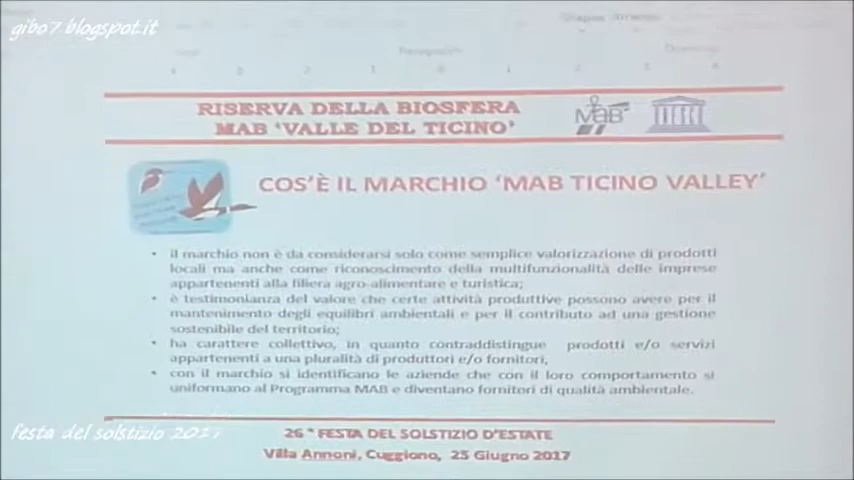 gibo7.blogspot.it
RISERVA DELLA BIOSFERA
MAB 'VALLE DEL TICINO'
MAB
COS'È IL MARCHIO 'MAB TICINO VALLEY'
• il marchio non è da considerarsi solo come semplice valorizzazione di prodotti
locali ma anche come riconoscimento della multifunzionalità delle imprese
appartenenti alla filiera agro-alimentare e turistica;
• è testimonianza del valore che certe attività produttive possono avere per il
mantenimento degli equilibri ambientali e per il contributo ad una gestione
sostenibile del territorio;
• ha carattere collettivo, in quanto contraddistingue prodotti e/o servizi
appartenenti a una pluralità di produttori e/o fornitori,
• con il marchio si identificano le aziende che con il loro comportamento si
uniformano al Programma MAB e diventano fornitori di qualità ambientale.
festa del solstizio 2017
26° FESTA DEL SOLSTIZIO D'ESTATE
Villa Annoni, Cuggiono, 25 Giugno 2017